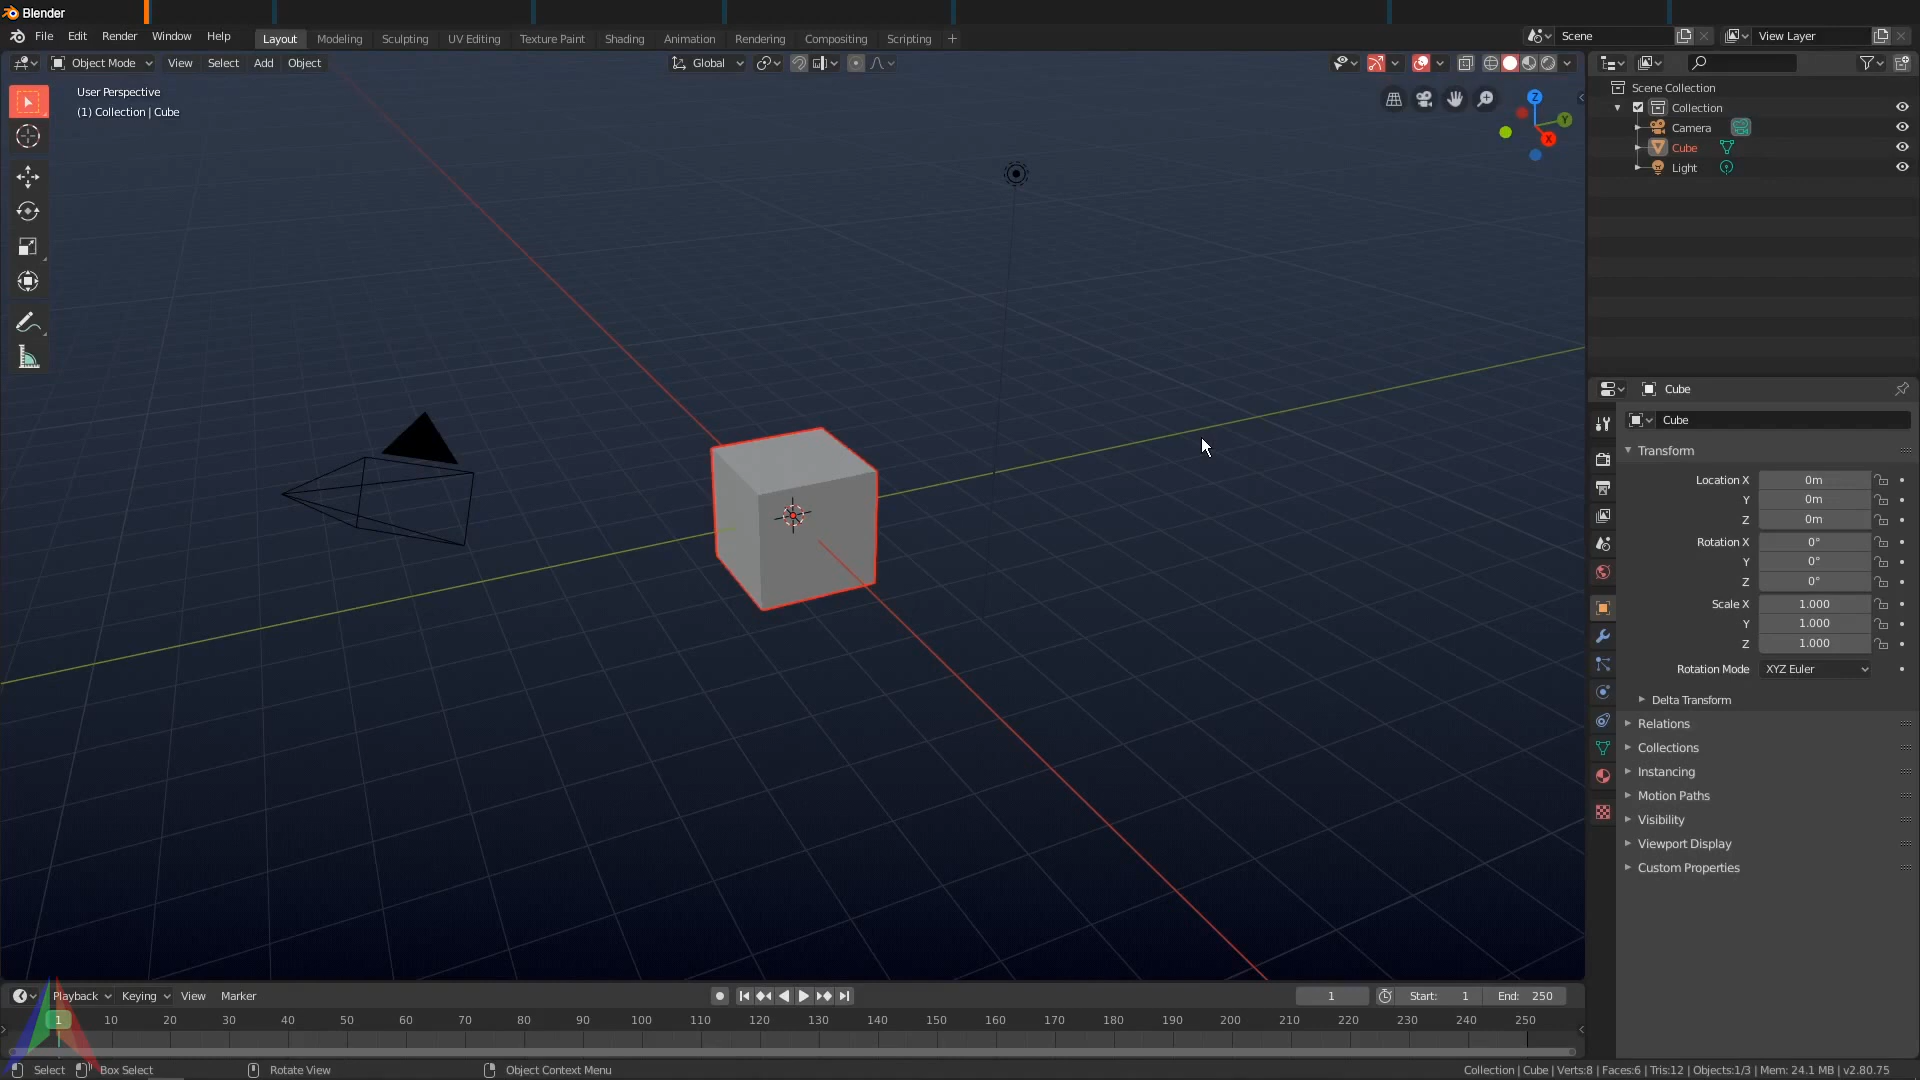 Blender
File Edit Render Window Help Layout Modeling Sculpting UV Editing Texture Paint Shading Animation Rendering Compositing Scripting + Scene View Layer
Object Mode View Select Add Object Global
User Perspective
(1) Collection | Cube
Z
Y
X
Scene Collection
Collection
Camera
Cube
Light
Cube
Cube
Transform
Location X 0m
Y 0m
Z 0m
Rotation X 0°
Y 0°
Z 0°
Scale X 1.000
Y 1.000
Z 1.000
Rotation Mode XYZ Euler
Delta Transform
Relations
Collections
Instancing
Motion Paths
Visibility
Viewport Display
Custom Properties
Playback Keying View Marker 1 Start: 1 End: 250
1 10 20 30 40 50 60 70 80 90 100 110 120 130 140 150 160 170 180 190 200 210 220 230 240 250
Select Box Select Rotate View Object Context Menu Collection | Cube | Verts:8 | Faces:6 | Tris:12 | Objects:1/3 | Mem: 24.1 MB | v2.80.75